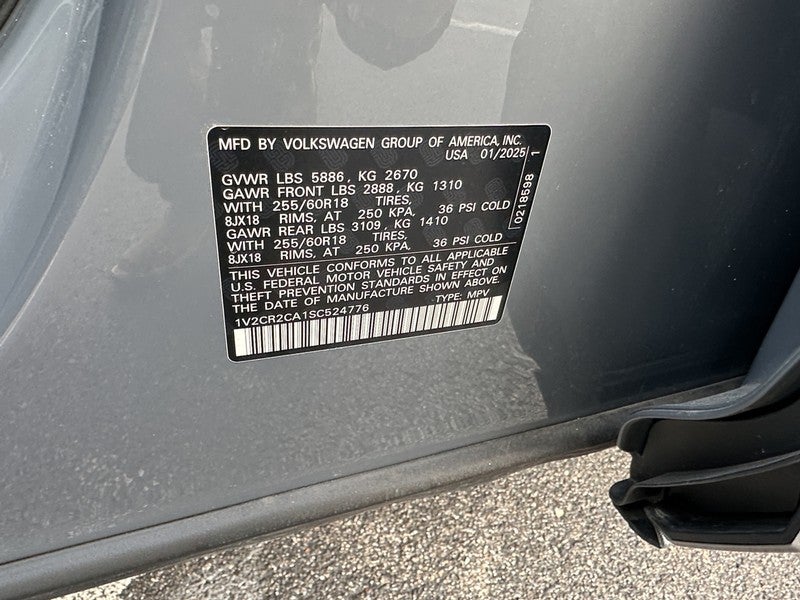 MFD BY VOLKSWAGEN GROUP OF AMERICA, INC.
USA 01/2025
GVWR LBS 5886, KG 2670
GAWR FRONT LBS 2888, KG 1310
WITH 255/60R18 TIRES,
8JX18 RIMS, AT 250 KPA, 36 PSI COLD
GAWR REAR LBS 3109, KG 1410
WITH 255/60R18 TIRES,
8JX18 RIMS, AT 250 KPA, 36 PSI COLD
THIS VEHICLE CONFORMS TO ALL APPLICABLE
U.S. FEDERAL MOTOR VEHICLE SAFETY AND
THEFT PREVENTION STANDARDS IN EFFECT ON
THE DATE OF MANUFACTURE SHOWN ABOVE.
1V2CR2CA1SC524776 TYPE: MPV
0218598 1